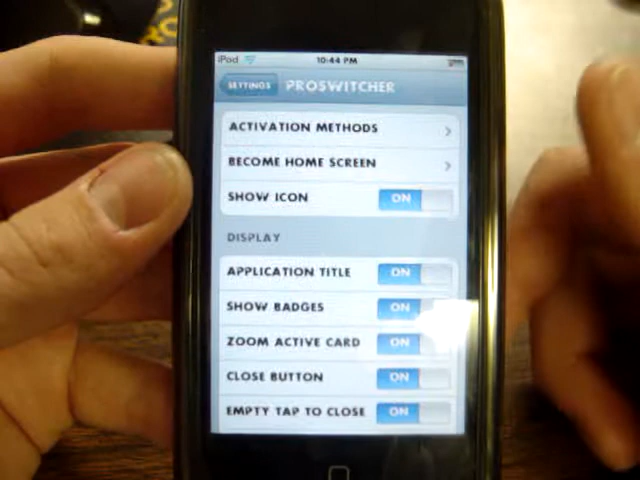 iPod 10:44 PM
SETTINGS PROSWITCHER
ACTIVATION METHODS
BECOME HOME SCREEN
SHOW ICON ON
DISPLAY
APPLICATION TITLE ON
SHOW BADGES ON
ZOOM ACTIVE CARD ON
CLOSE BUTTON ON
EMPTY TAP TO CLOSE ON